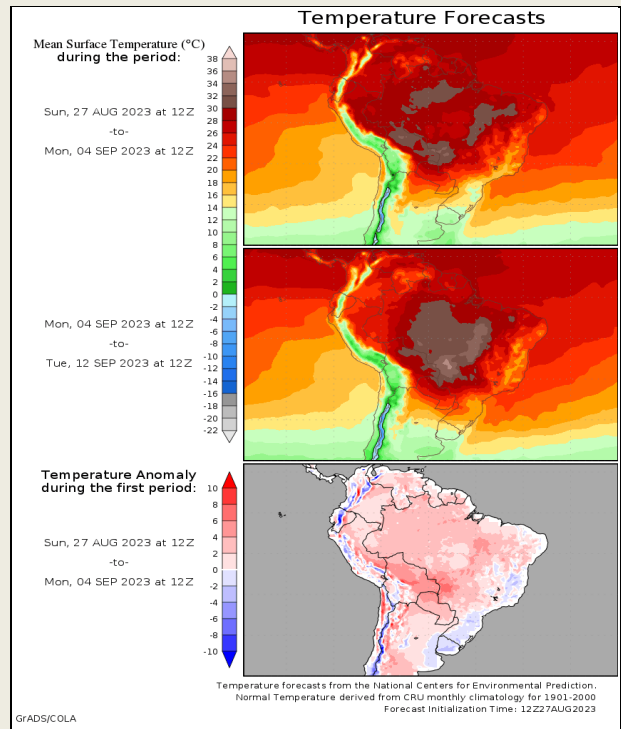 Temperature Forecasts
Mean Surface Temperature (°C)
during the period:
Sun, 27 AUG 2023 at 12Z
-to-
Mon, 04 SEP 2023 at 12Z
38
36
34
32
30
28
26
24
22
20
18
16
14
12
10
8
6
4
2
0
-2
-4
-6
-8
-10
-12
-14
-16
-18
-20
-22
Mon, 04 SEP 2023 at 12Z
-to-
Tue, 12 SEP 2023 at 12Z
Temperature Anomaly
during the first period:
Sun, 27 AUG 2023 at 12Z
-to-
Mon, 04 SEP 2023 at 12Z
10
8
6
4
2
0
-2
-4
-6
-8
-10
Temperature forecasts from the National Centers for Environmental Prediction.
Normal Temperature derived from CRU monthly climatology for 1901-2000
Forecast Initialization Time: 12Z27AUG2023
GrADS/COLA